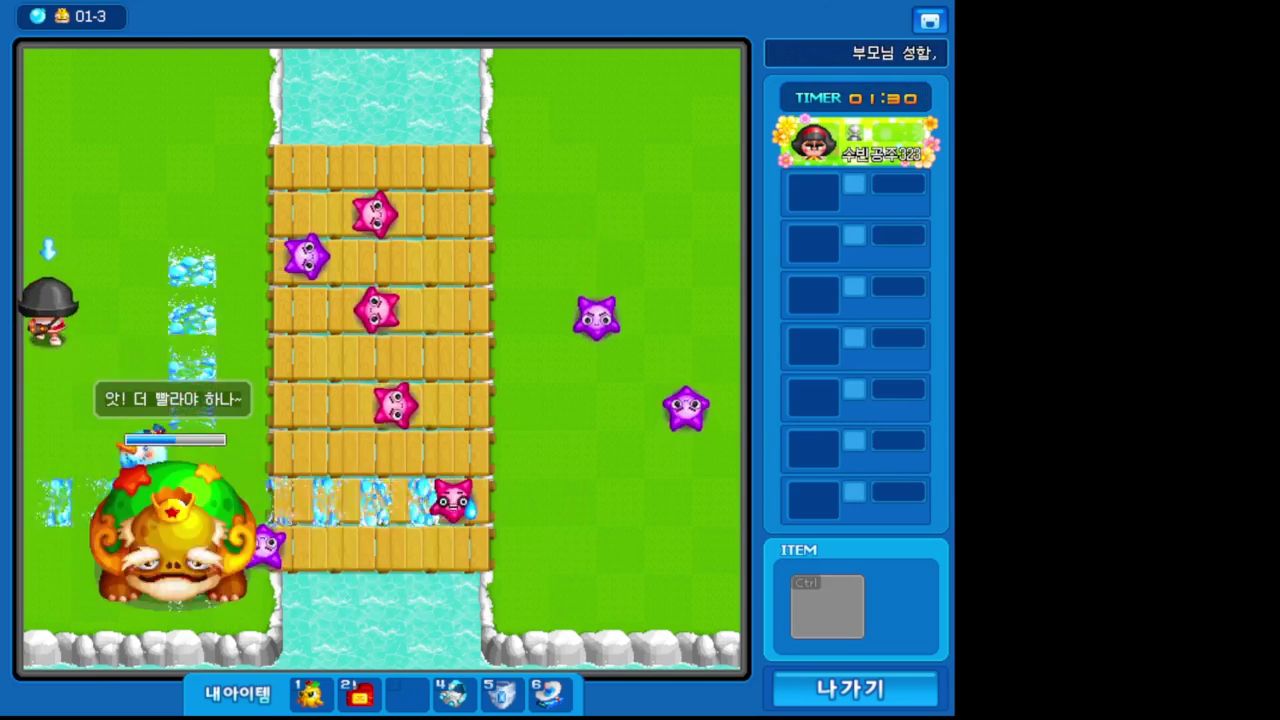 01-3
부모님 성함,
TIMER 01:30
수빈공주323
앗! 더 빨라야 하나~
ITEM
Ctrl
내아이템
1
2
4
5
6
나가기